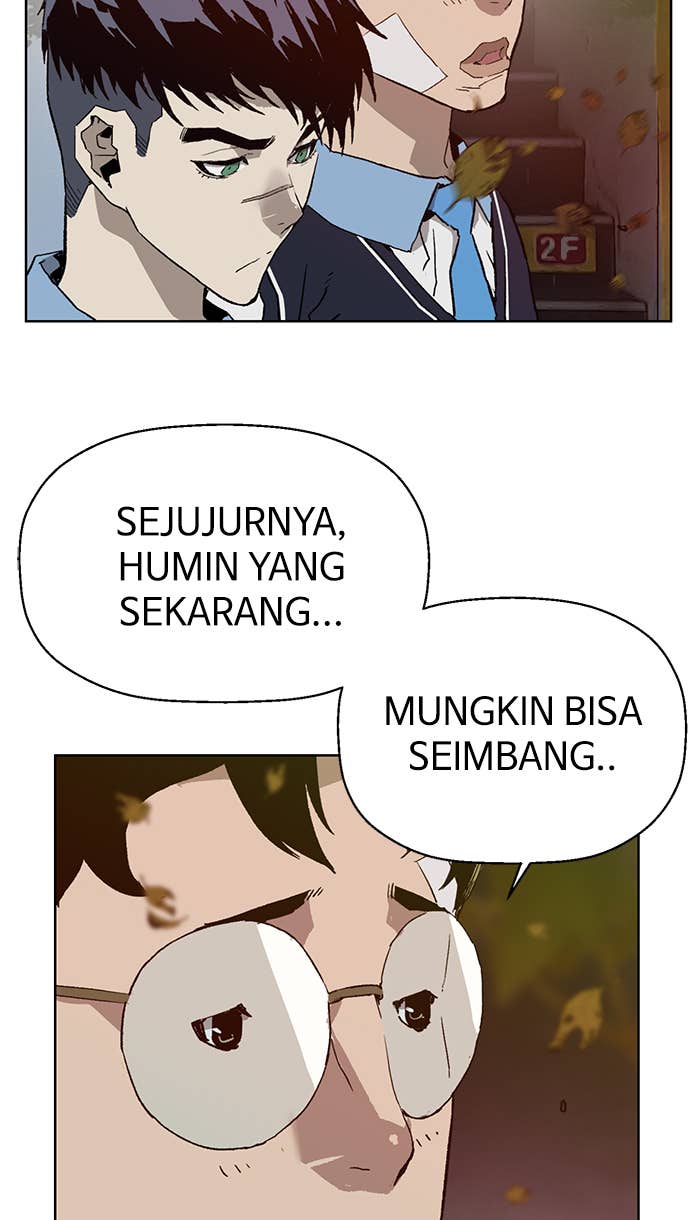 2F
SEJUJURNYA,
HUMIN YANG
SEKARANG...
MUNGKIN BISA
SEIMBANG..